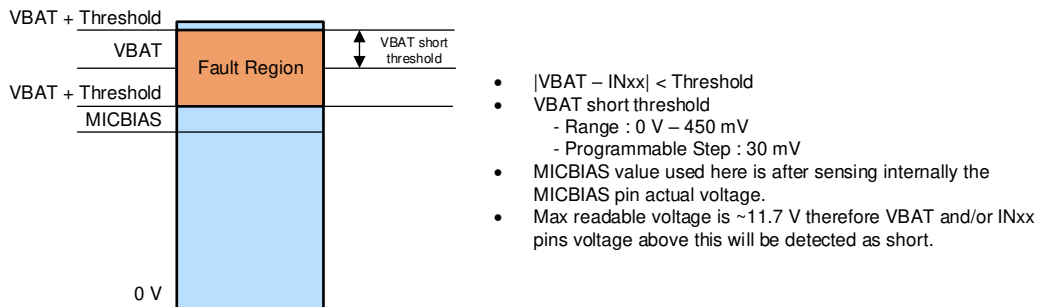 VBAT + Threshold
VBAT
VBAT + Threshold
MICBIAS
0 V
Fault Region
VBAT short
threshold
• |VBAT – INxx| < Threshold
• VBAT short threshold
- Range : 0 V – 450 mV
- Programmable Step : 30 mV
• MICBIAS value used here is after sensing internally the
MICBIAS pin actual voltage.
• Max readable voltage is ~11.7 V therefore VBAT and/or INxx
pins voltage above this will be detected as short.